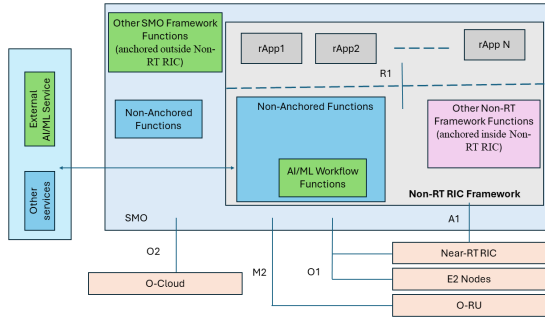 Other SMO Framework
Functions
(anchored outside Non-
RT RIC)
rApp1
rApp2
rApp N
R1
External
AI/ML Service
Non-Anchored
Functions
Non-Anchored Functions
Other Non-RT
Framework Functions
(anchored inside Non-
RT RIC)
AI/ML Workflow
Functions
Other
services
Non-RT RIC Framework
SMO
A1
O2
M2
O1
Near-RT RIC
O-Cloud
E2 Nodes
O-RU